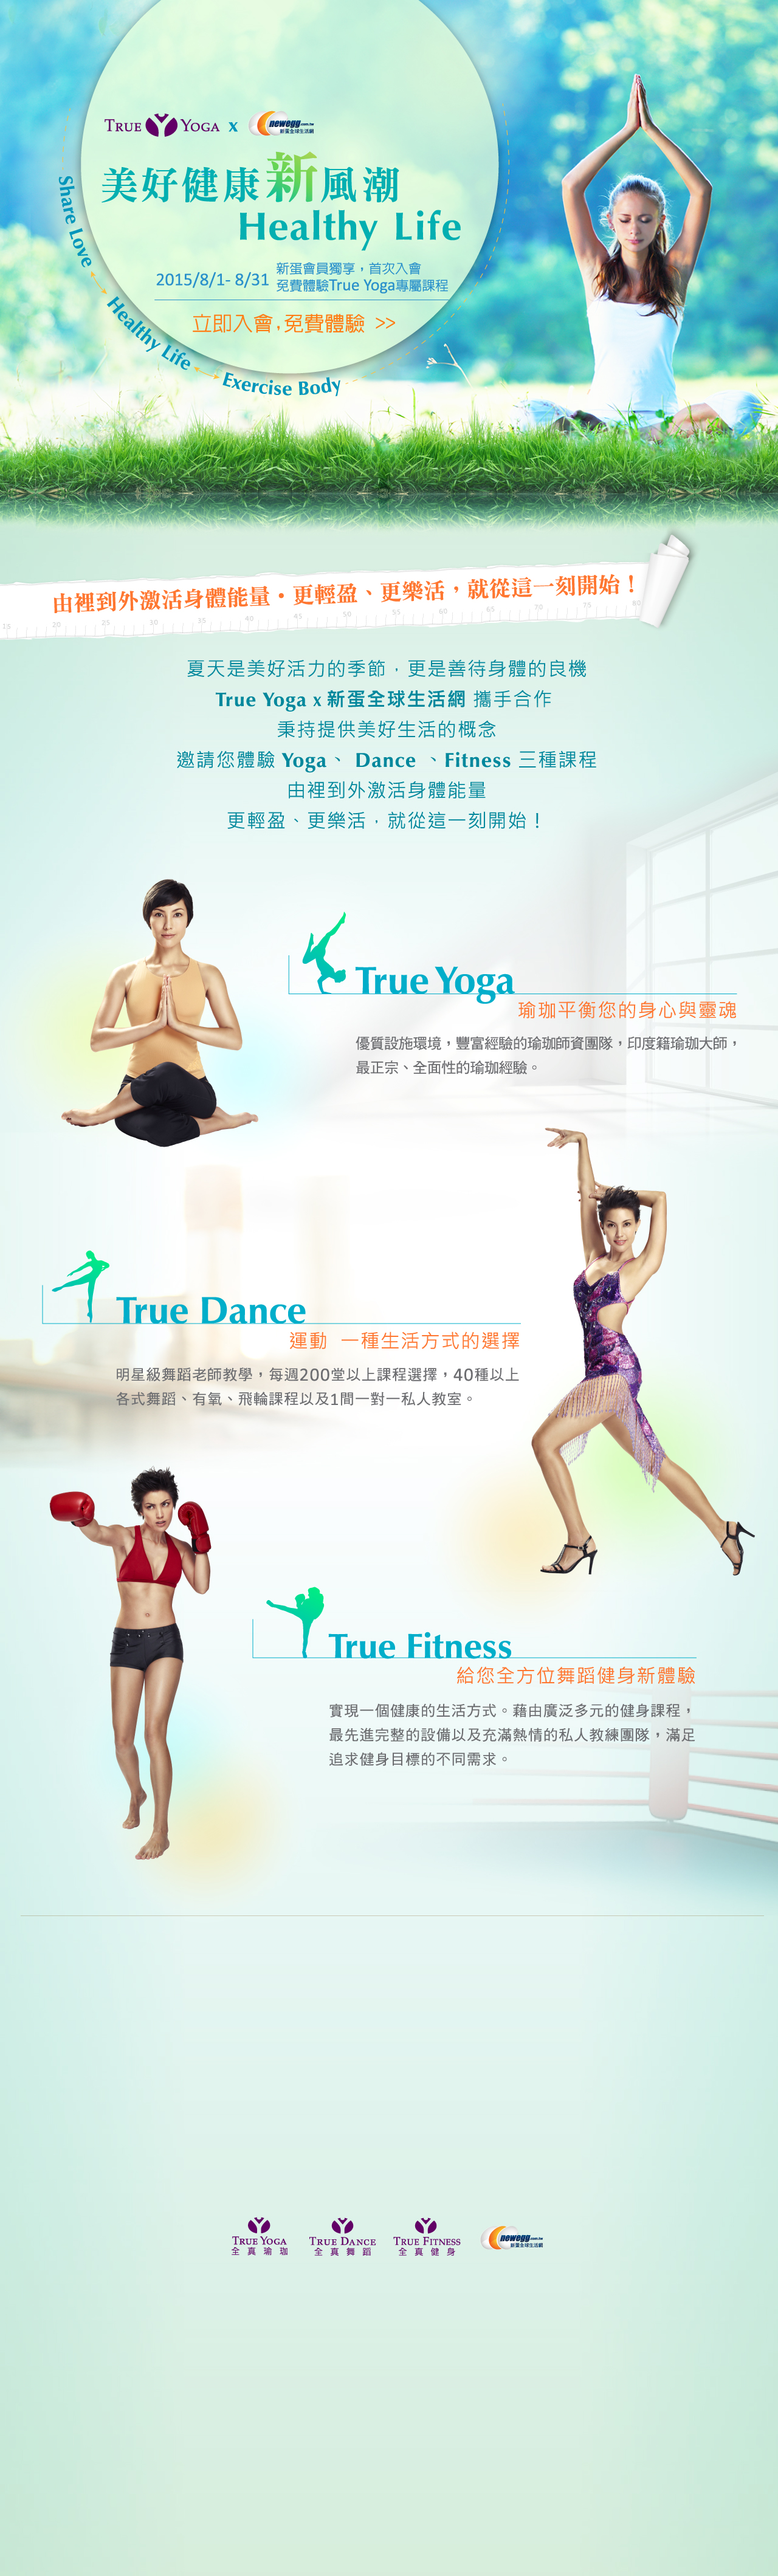 TRUE YOGA x newegg.com.tw
新蛋全球生活網
美好健康新風潮
Healthy Life
2015/8/1- 8/31
新蛋會員獨享，首次入會
免費體驗True Yoga專屬課程
立即入會,免費體驗 >>
Share Love
Healthy Life
Exercise Body
由裡到外激活身體能量・更輕盈、更樂活，就從這一刻開始！
15 20 25 30 35 40 45 50 55 60 65 70 75 80
夏天是美好活力的季節，更是善待身體的良機
True Yoga x 新蛋全球生活網 攜手合作
秉持提供美好生活的概念
邀請您體驗 Yoga、 Dance 、Fitness 三種課程
由裡到外激活身體能量
更輕盈、更樂活，就從這一刻開始！
True Yoga
瑜珈平衡您的身心與靈魂
優質設施環境，豐富經驗的瑜珈師資團隊，印度籍瑜珈大師，
最正宗、全面性的瑜珈經驗。
True Dance
運動 一種生活方式的選擇
明星級舞蹈老師教學，每週200堂以上課程選擇，40種以上
各式舞蹈、有氧、飛輪課程以及1間一對一私人教室。
True Fitness
給您全方位舞蹈健身新體驗
實現一個健康的生活方式。藉由廣泛多元的健身課程，
最先進完整的設備以及充滿熱情的私人教練團隊，滿足
追求健身目標的不同需求。
TRUE YOGA
全真瑜珈
TRUE DANCE
全真舞蹈
TRUE FITNESS
全真健身
newegg.com.tw
新蛋全球生活網